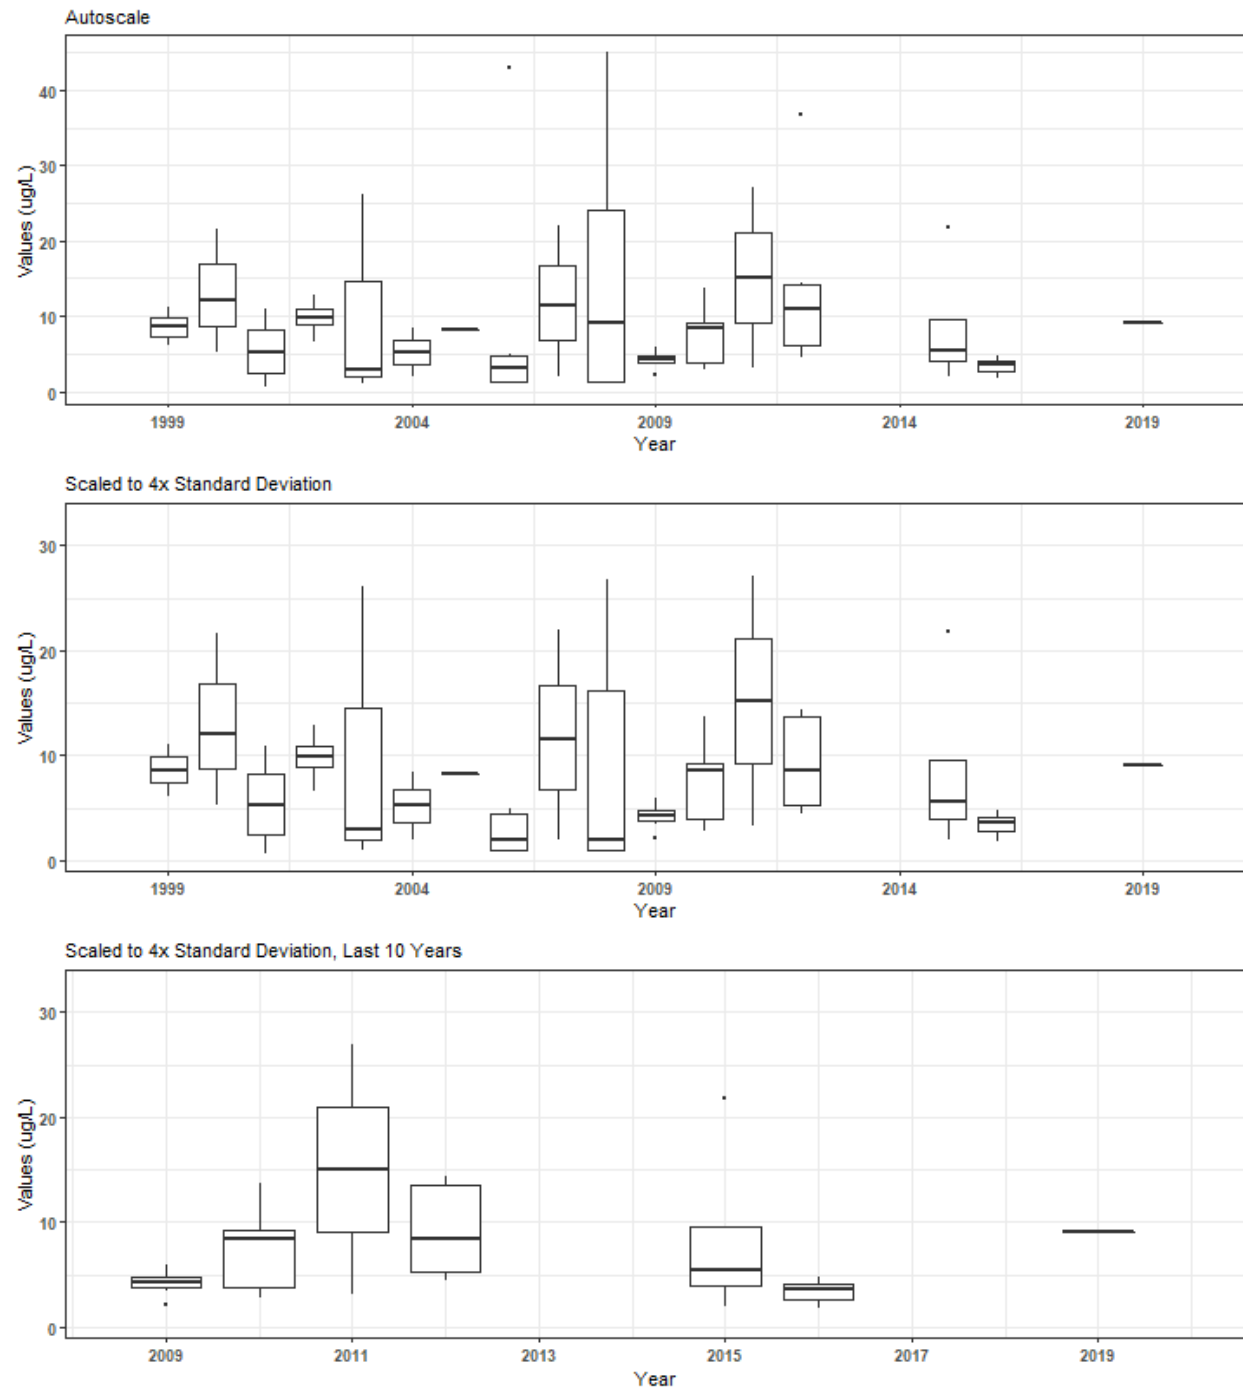 Autoscale
Values (ug/L)
40
30
20
10
0
1999 2004 2009 2014 2019
Year
Scaled to 4x Standard Deviation
Values (ug/L)
30
20
10
0
1999 2004 2009 2014 2019
Year
Scaled to 4x Standard Deviation, Last 10 Years
Values (ug/L)
30
20
10
0
2009 2011 2013 2015 2017 2019
Year